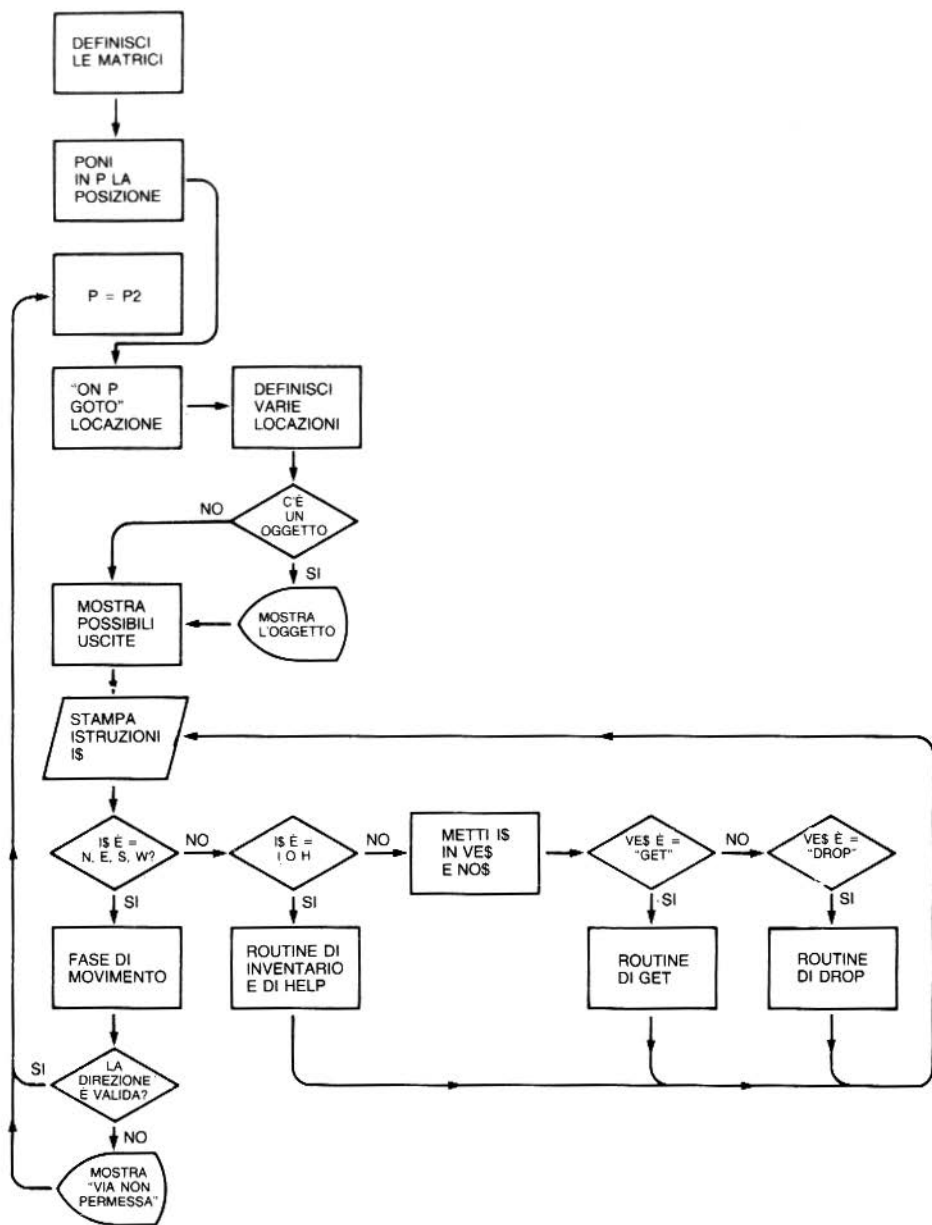 DEFINISCI
LE MATRICI
PONI
IN P LA
POSIZIONE
P = P2
"ON P
GOTO"
LOCAZIONE
DEFINISCI
VARIE
LOCAZIONI
C'È
UN
OGGETTO
NO
SI
MOSTRA
L'OGGETTO
MOSTRA
POSSIBILI
USCITE
STAMPA
ISTRUZIONI
I$
I$ È =
N, E, S, W?
NO
SI
I$ È =
I O H
NO
SI
METTI I$
IN VE$
E NO$
VE$ È =
"GET"
NO
SI
VE$ È =
"DROP"
SI
FASE DI
MOVIMENTO
ROUTINE DI
INVENTARIO
E DI HELP
ROUTINE
DI GET
ROUTINE
DI DROP
LA
DIREZIONE
È VALIDA?
SI
NO
MOSTRA
"VIA NON
PERMESSA"